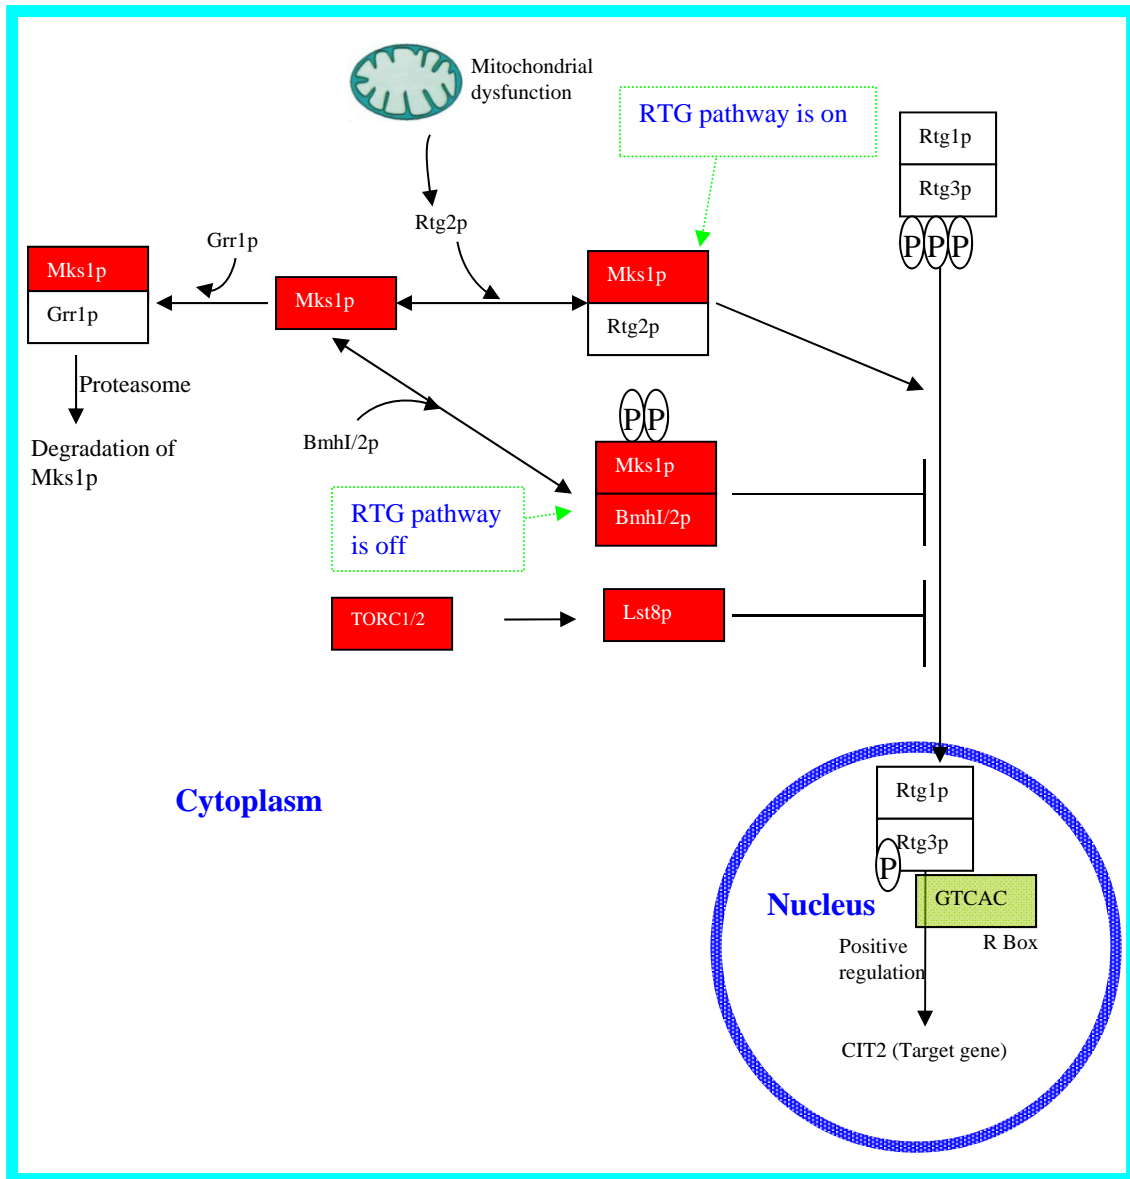 Mitochondrial
dysfunction
RTG pathway is on
Rtg1p
Rtg3p
P P P
Rtg2p
Grr1p
Mks1p
Grr1p
Mks1p
Mks1p
Rtg2p
Proteasome
Degradation of
Mks1p
BmhI/2p
P P
Mks1p
BmhI/2p
RTG pathway
is off
TORC1/2
Lst8p
Cytoplasm
Rtg1p
Rtg3p
P
Nucleus
GTCAC
R Box
Positive
regulation
CIT2 (Target gene)